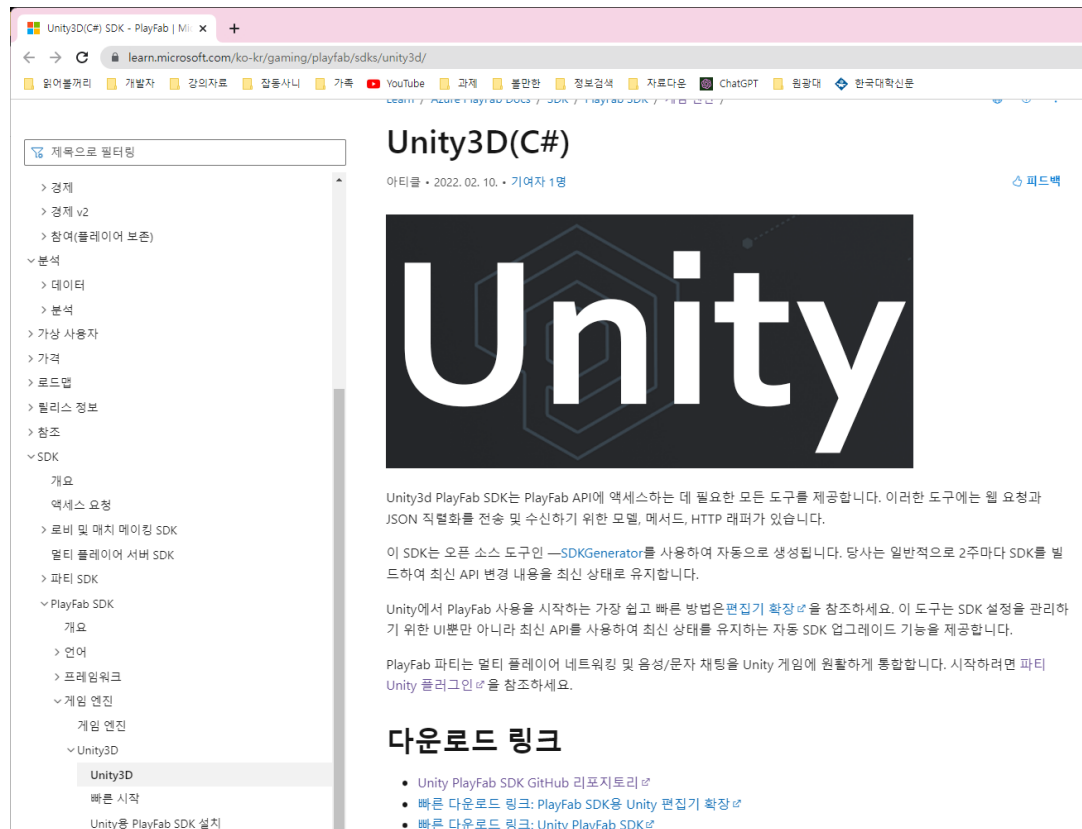 Unity3D(C#) SDK - PlayFab | Mic
learn.microsoft.com/ko-kr/gaming/playfab/sdks/unity3d/
읽어볼꺼리 개발자 강의자료 잡동사니 가족 YouTube 과제 볼만한 정보검색 자료다운 ChatGPT 원광대 한국대학신문
Learn / Azure PlayFab Docs / SDK / PlayFab SDK / 게임 엔진 /
제목으로 필터링
경제
경제 v2
참여(플레이어 보존)
분석
데이터
분석
가상 사용자
가격
로드맵
릴리스 정보
참조
SDK
개요
액세스 요청
로비 및 매치 메이킹 SDK
멀티 플레이어 서버 SDK
파티 SDK
PlayFab SDK
개요
언어
프레임워크
게임 엔진
게임 엔진
Unity3D
Unity3D
빠른 시작
Unity용 PlayFab SDK 설치
Unity3D(C#)
아티클 • 2022. 02. 10. • 기여자 1명
피드백
Unity
Unity3d PlayFab SDK는 PlayFab API에 액세스하는 데 필요한 모든 도구를 제공합니다. 이러한 도구에는 웹 요청과
JSON 직렬화를 전송 및 수신하기 위한 모델, 메서드, HTTP 래퍼가 있습니다.
이 SDK는 오픈 소스 도구인 —SDKGenerator를 사용하여 자동으로 생성됩니다. 당사는 일반적으로 2주마다 SDK를 빌
드하여 최신 API 변경 내용을 최신 상태로 유지합니다.
Unity에서 PlayFab 사용을 시작하는 가장 쉽고 빠른 방법은편집기 확장을 참조하세요. 이 도구는 SDK 설정을 관리하
기 위한 UI뿐만 아니라 최신 API를 사용하여 최신 상태를 유지하는 자동 SDK 업그레이드 기능을 제공합니다.
PlayFab 파티는 멀티 플레이어 네트워킹 및 음성/문자 채팅을 Unity 게임에 원활하게 통합합니다. 시작하려면 파티
Unity 플러그인을 참조하세요.
다운로드 링크
• Unity PlayFab SDK GitHub 리포지토리
• 빠른 다운로드 링크: PlayFab SDK용 Unity 편집기 확장
• 빠른 다운로드 링크: Unity PlayFab SDK